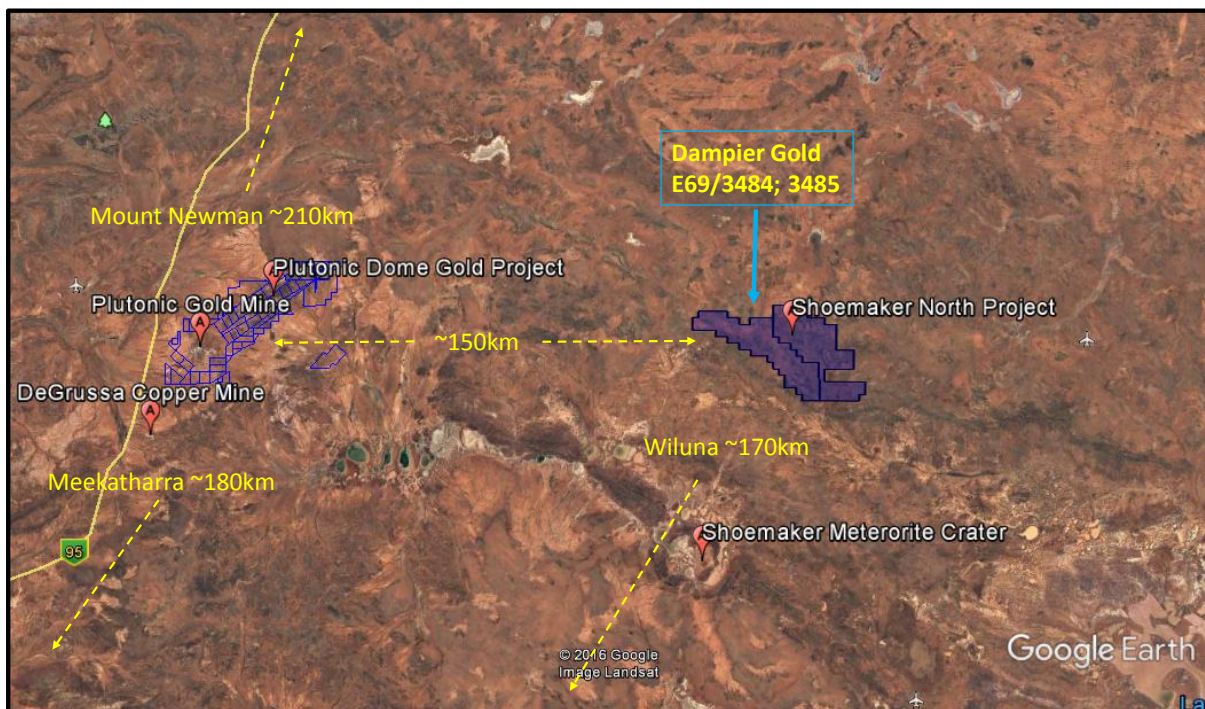 Dampier Gold
E69/3484; 3485
Mount Newman ~210km
Plutonic Dome Gold Project
Plutonic Gold Mine
Shoemaker North Project
~150km
DeGrussa Copper Mine
Wiluna ~170km
Meekatharra ~180km
Shoemaker Meterorite Crater
95
© 2016 Google
Image Landsat
Google Earth
La